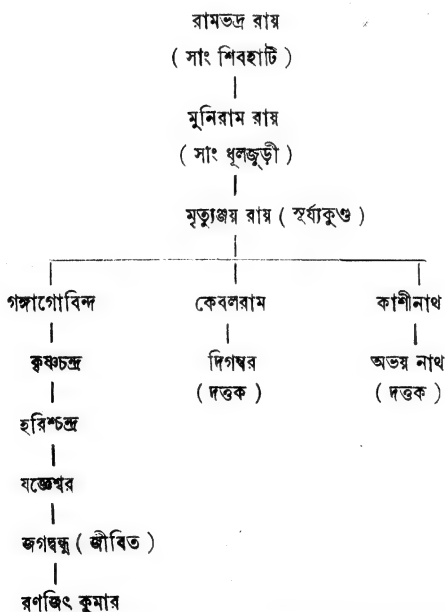 রামভদ্র রায়
( সাং শিবহাটি )
মুনিরাম রায়
( সাং ধূলজুড়ী )
মৃত্যুঞ্জয় রায় ( সূর্য্যকুণ্ড )
গঙ্গাগোবিন্দ কেবলরাম কাশীনাথ
কৃষ্ণচন্দ্র দিগম্বর অভয় নাথ
( দত্তক ) ( দত্তক )
হরিশ্চন্দ্র
যজ্ঞেশ্বর
জগদ্বন্ধু ( জীবিত )
রণজিৎ কুমার